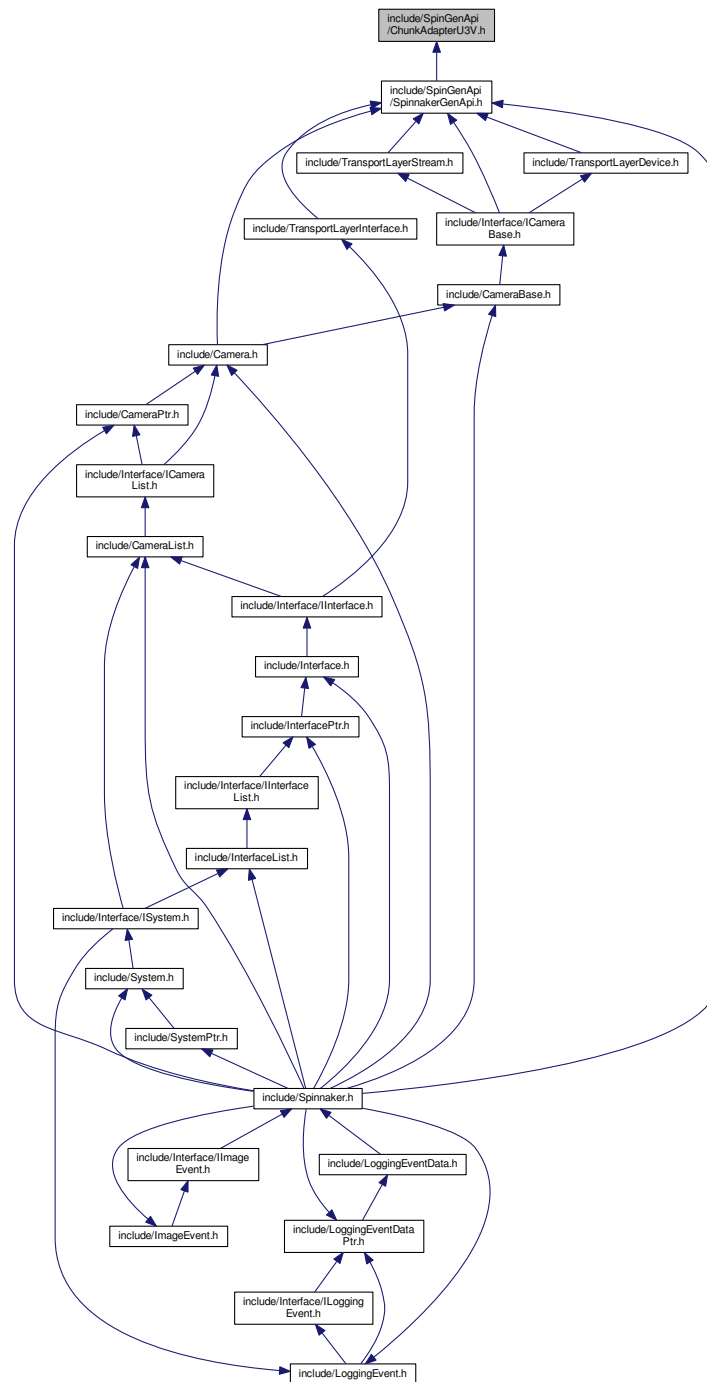 include/SpinGenApi
/ChunkAdapterU3V.h
include/SpinGenApi
/SpinnakerGenApi.h
include/TransportLayerStream.h
include/TransportLayerDevice.h
include/TransportLayerInterface.h
include/Interface/ICamera
Base.h
include/CameraBase.h
include/Camera.h
include/CameraPtr.h
include/Interface/ICamera
List.h
include/CameraList.h
include/Interface/IInterface.h
include/Interface.h
include/InterfacePtr.h
include/Interface/IInterface
List.h
include/InterfaceList.h
include/Interface/ISystem.h
include/System.h
include/SystemPtr.h
include/Spinnaker.h
include/Interface/IImage
Event.h
include/LoggingEventData.h
include/ImageEvent.h
include/LoggingEventData
Ptr.h
include/Interface/ILogging
Event.h
include/LoggingEvent.h